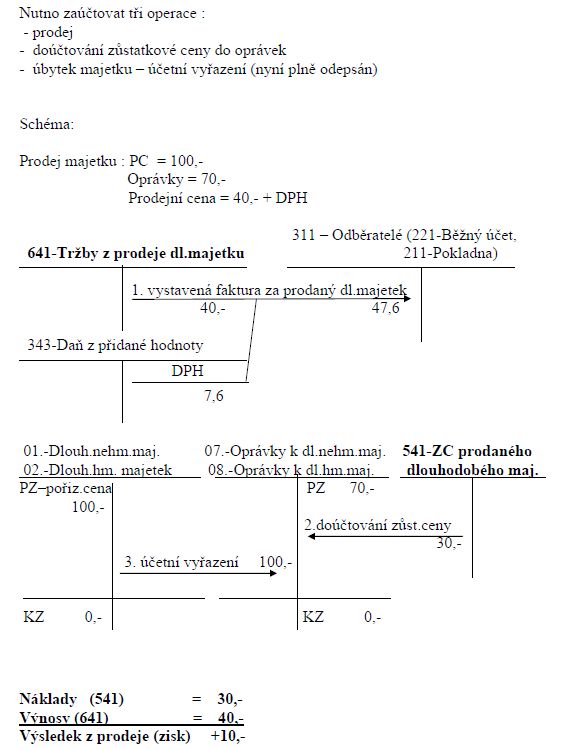 Nutno zaúčtovat tři operace :
- prodej
- doúčtování zůstatkové ceny do oprávek
- úbytek majetku – účetní vyřazení (nyní plně odepsán)
Schéma:
Prodej majetku : PC = 100,-
Oprávky = 70,-
Prodejní cena = 40,- + DPH
311 – Odběratelé (221-Běžný účet,
641-Tržby z prodeje dl.majetku 211-Pokladna)
1. vystavená faktura za prodaný dl.majetek
40,- 47,6
343-Daň z přidané hodnoty
DPH
7,6
01.-Dlouh.nehm.maj. 07.-Oprávky k dl.nehm.maj. 541-ZC prodaného
02.-Dlouh.hm. majetek 08.-Oprávky k dl.hm.maj. dlouhodobého maj.
PZ–poříz.cena PZ 70,-
100,-
2.doúčtování zůst.ceny
30,-
3. účetní vyřazení 100,-
KZ 0,- KZ 0,-
Náklady (541) = 30,-
Výnosy (641) = 40,-
Výsledek z prodeje (zisk) +10,-